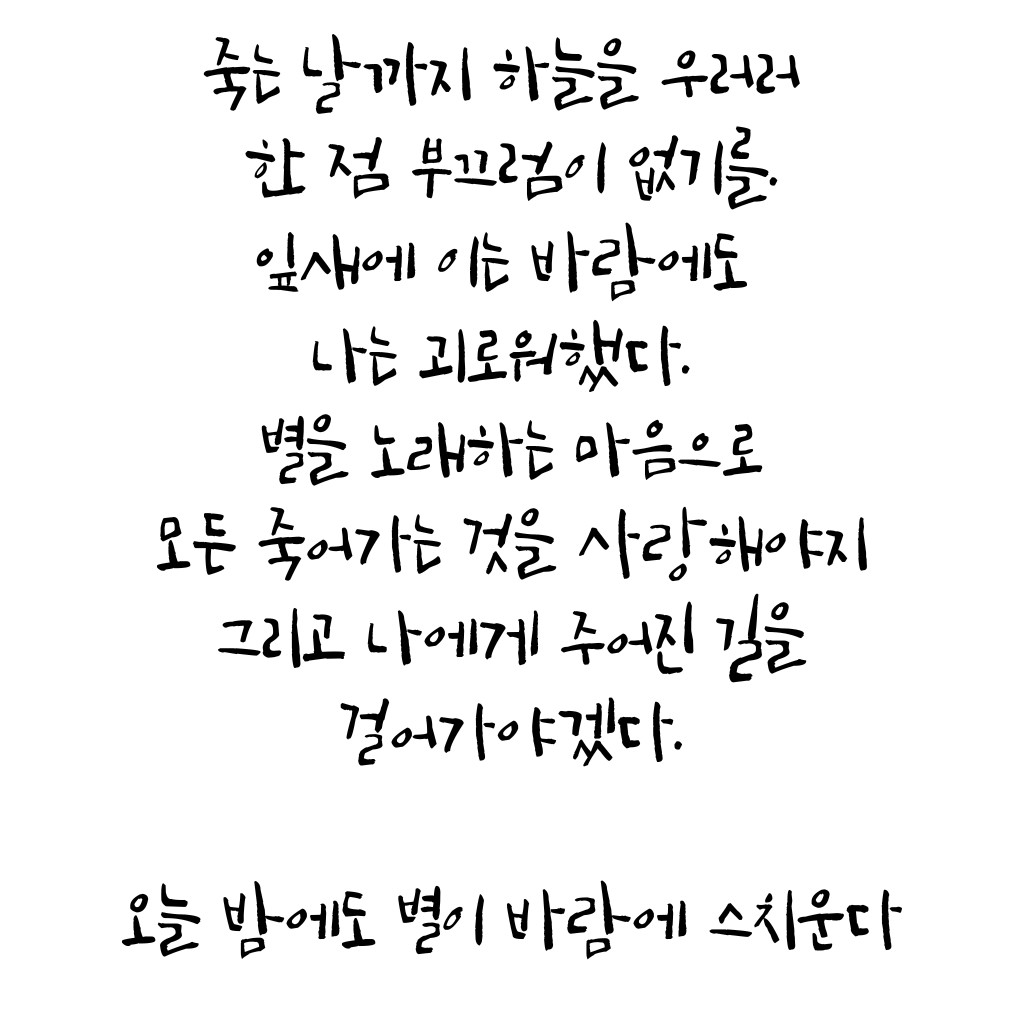 죽는 날까지 하늘을 우러러
한 점 부끄럼이 없기를.
잎새에 이는 바람에도
나는 괴로워했다.
별을 노래하는 마음으로
모든 죽어가는 것을 사랑해야지
그리고 나에게 주어진 길을
걸어가야겠다.
오늘 밤에도 별이 바람에 스치운다